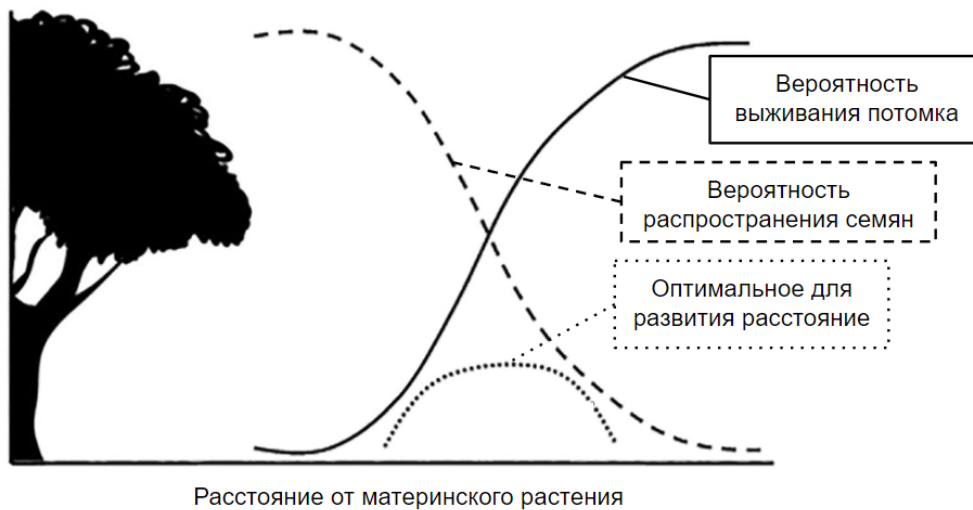 Вероятность
выживания потомка
Вероятность
распространения семян
Оптимальное для
развития расстояние
Расстояние от материнского растения